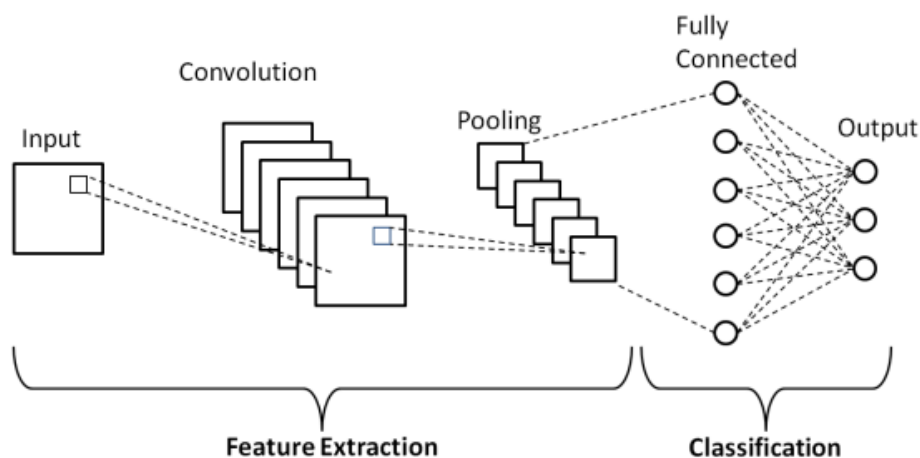 Fully
Connected
Convolution
Pooling
Input
Output
Feature Extraction
Classification